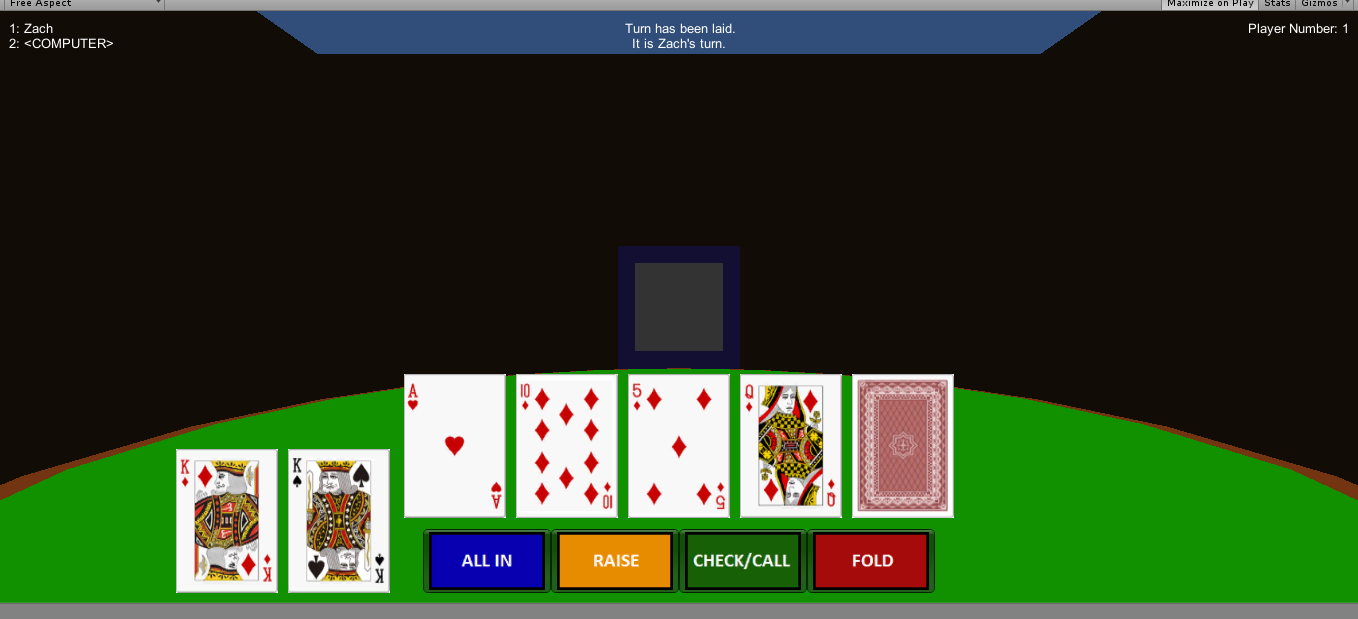 Free Aspect
Maximize on Play Stats Gizmos
1: Zach
2: <COMPUTER>
Turn has been laid.
It is Zach's turn.
Player Number: 1
A
A
10
10
5
5
Q
Q
K
K
K
K
ALL IN
RAISE
CHECK/CALL
FOLD